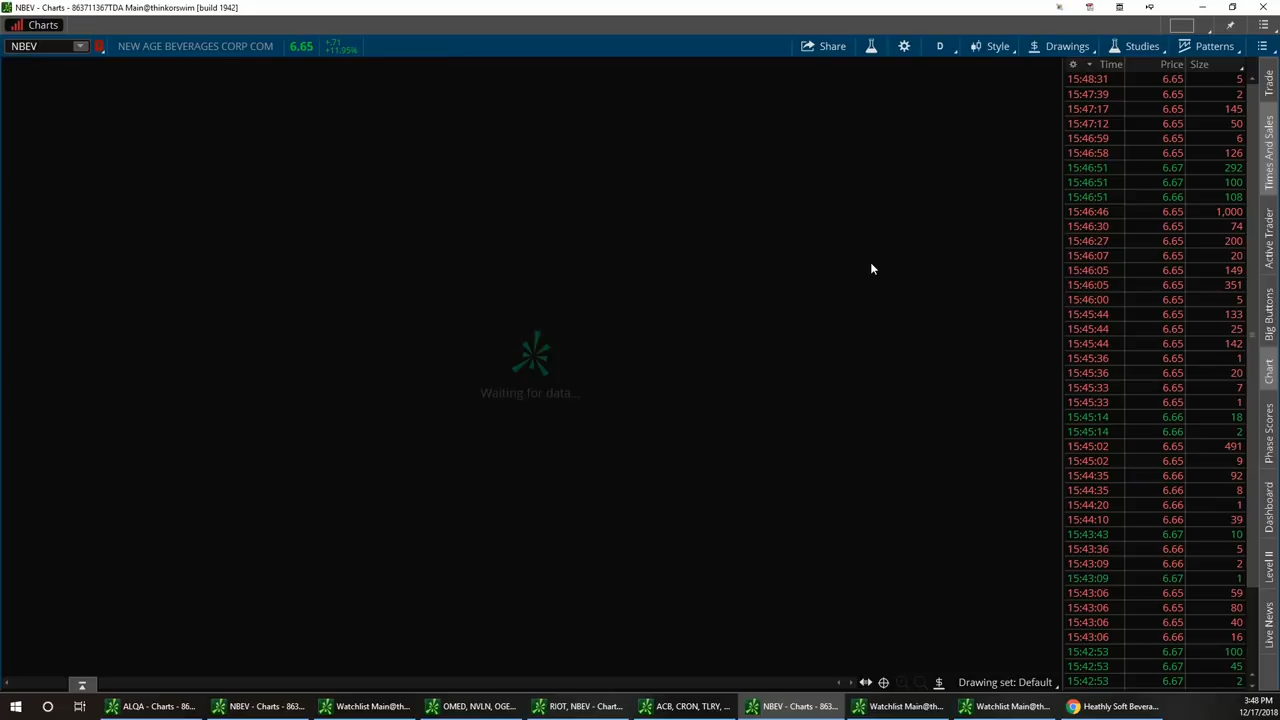 NBEV - Charts - 863711367TDA Main@thinkorswim [build 1942]
Charts
NBEV NEW AGE BEVERAGES CORP COM 6.65 +.71 +11.95% Share D Style Drawings Studies Patterns
Time Price Size
15:48:31 6.65 5
15:47:39 6.65 2
15:47:17 6.65 145
15:47:12 6.65 50
15:46:59 6.65 6
15:46:58 6.65 126
15:46:51 6.67 292
15:46:51 6.67 100
15:46:51 6.66 108
15:46:46 6.65 1,000
15:46:30 6.65 74
15:46:27 6.65 200
15:46:07 6.65 20
15:46:05 6.65 149
15:46:05 6.65 351
15:46:00 6.65 5
15:45:44 6.65 133
15:45:44 6.65 25
15:45:44 6.65 142
15:45:36 6.65 1
15:45:36 6.65 20
15:45:33 6.65 7
15:45:33 6.65 1
15:45:14 6.66 18
15:45:14 6.66 2
15:45:02 6.65 491
15:45:02 6.65 9
15:44:35 6.66 92
15:44:35 6.66 8
15:44:20 6.66 1
15:44:10 6.66 39
15:43:43 6.67 10
15:43:36 6.66 5
15:43:09 6.66 2
15:43:09 6.67 1
15:43:06 6.65 59
15:43:06 6.65 80
15:43:06 6.65 40
15:43:06 6.66 16
15:42:53 6.67 100
15:42:53 6.67 45
15:42:53 6.67 2
Trade
Times And Sales
Active Trader
Big Buttons
Chart
Phase Scores
Dashboard
Level II
Live News
Waiting for data...
$ Drawing set: Default
ALQA - Charts - 86... NBEV - Charts - 863... Watchlist Main@th... OMED, NVLN, OGE... RIOT, NBEV - Chart... ACB, CRON, TLRY, ... NBEV - Charts - 863... Watchlist Main@th... Watchlist Main@th... Heathly Soft Bevera...
3:48 PM
12/17/2018